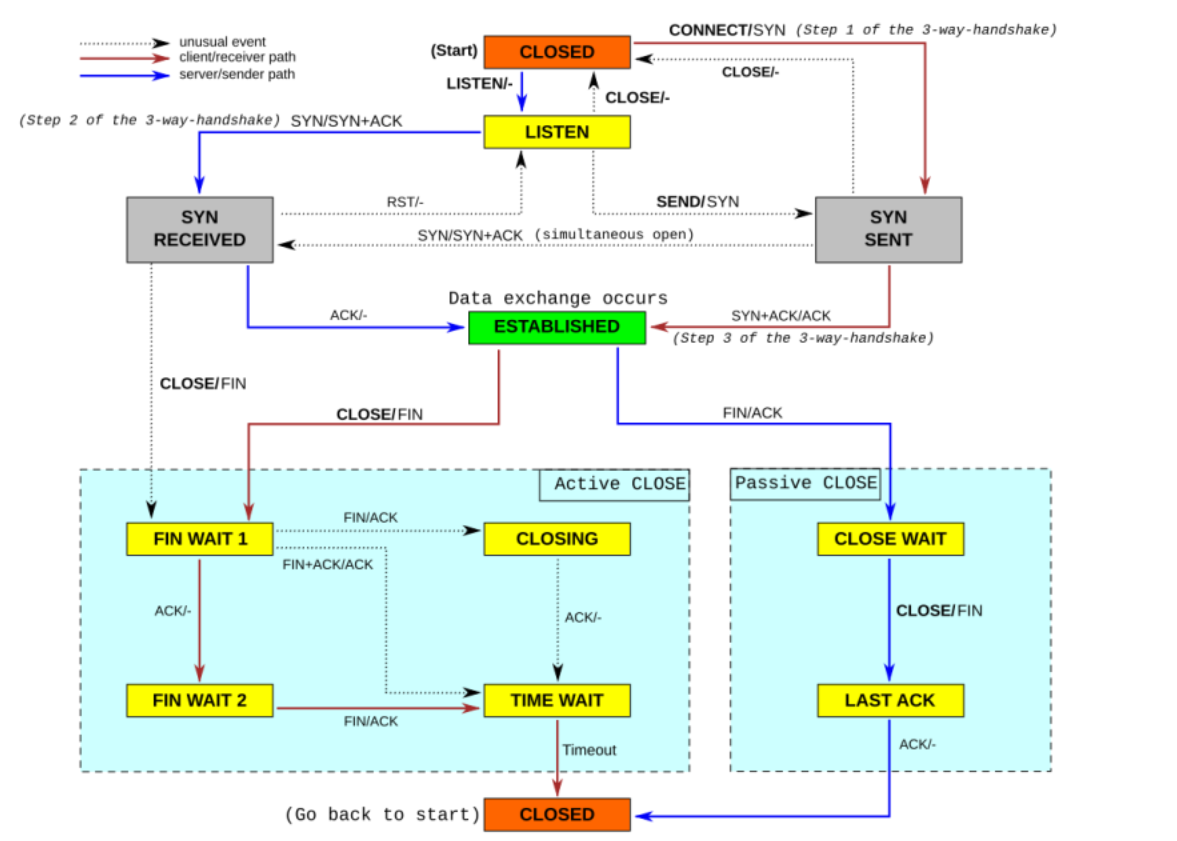 CONNECT/SYN (Step 1 of the 3-way-handshake)
unusual event
client/receiver path
server/sender path
(Start)
CLOSED
CLOSE/-
LISTEN/-
CLOSE/-
(Step 2 of the 3-way-handshake) SYN/SYN+ACK
LISTEN
RST/-
SEND/SYN
SYN
RECEIVED
SYN
SENT
SYN/SYN+ACK (simultaneous open)
Data exchange occurs
ACK/-
ESTABLISHED
SYN+ACK/ACK
(Step 3 of the 3-way-handshake)
CLOSE/FIN
CLOSE/FIN
FIN/ACK
Active CLOSE
Passive CLOSE
FIN/ACK
FIN WAIT 1
CLOSING
CLOSE WAIT
FIN+ACK/ACK
ACK/-
ACK/-
CLOSE/FIN
FIN WAIT 2
TIME WAIT
LAST ACK
FIN/ACK
Timeout
ACK/-
(Go back to start)
CLOSED